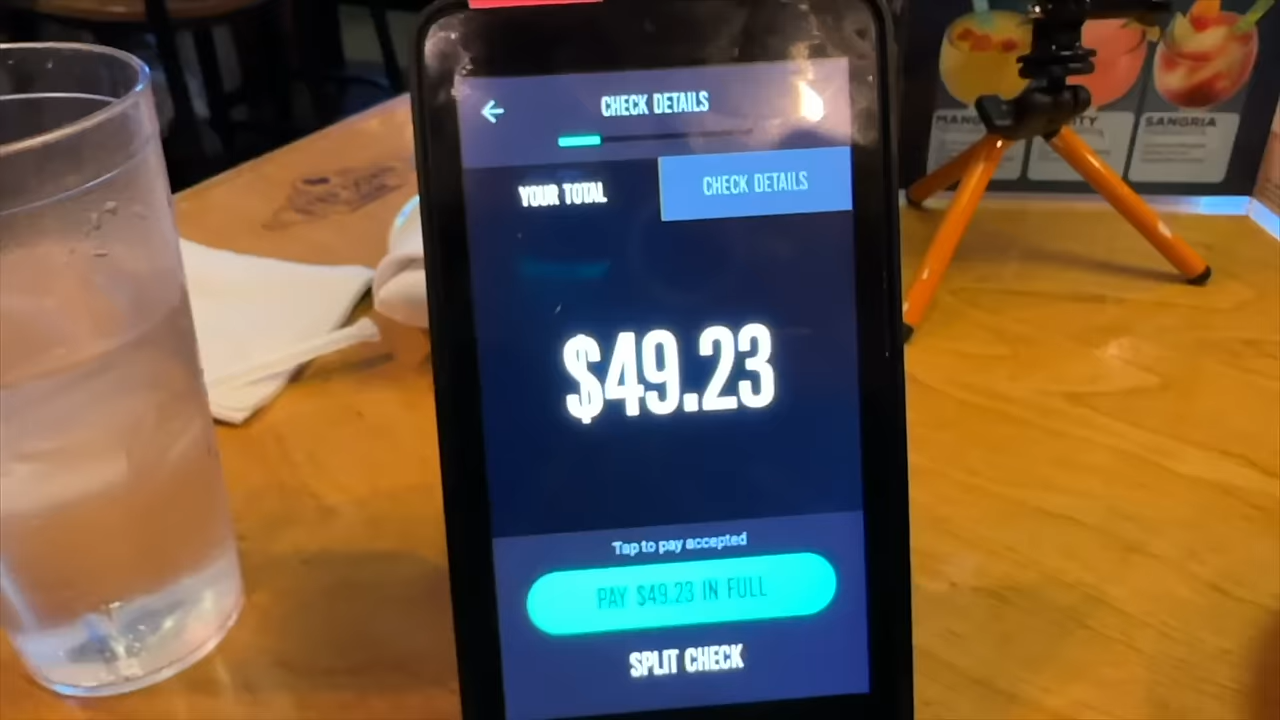 CHECK DETAILS
YOUR TOTAL
CHECK DETAILS
$49.23
Tap to pay accepted
PAY $49.23 IN FULL
SPLIT CHECK
SANGRIA